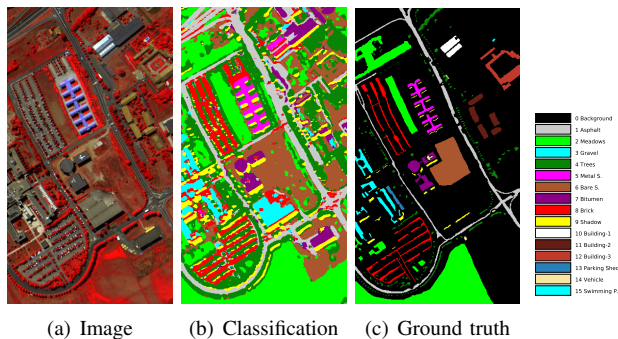 0 Background
1 Asphalt
2 Meadows
3 Gravel
4 Trees
5 Metal S.
6 Bare S.
7 Bitumen
8 Brick
9 Shadow
10 Building-1
11 Building-2
12 Building-3
13 Parking Shed
14 Vehicle
15 Swimming P.
(a) Image
(b) Classification
(c) Ground truth